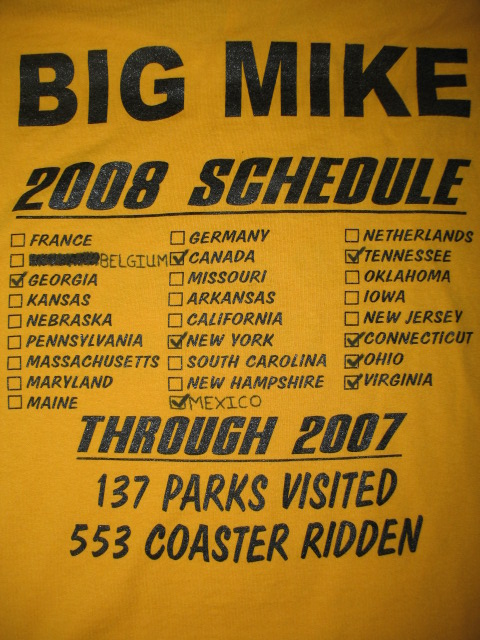 BIG MIKE
2008 SCHEDULE
FRANCE GERMANY NETHERLANDS
BELGIUM CANADA TENNESSEE
GEORGIA MISSOURI OKLAHOMA
KANSAS ARKANSAS IOWA
NEBRASKA CALIFORNIA NEW JERSEY
PENNSYLVANIA NEW YORK CONNECTICUT
MASSACHUSETTS SOUTH CAROLINA OHIO
MARYLAND NEW HAMPSHIRE VIRGINIA
MAINE MEXICO
THROUGH 2007
137 PARKS VISITED
553 COASTER RIDDEN